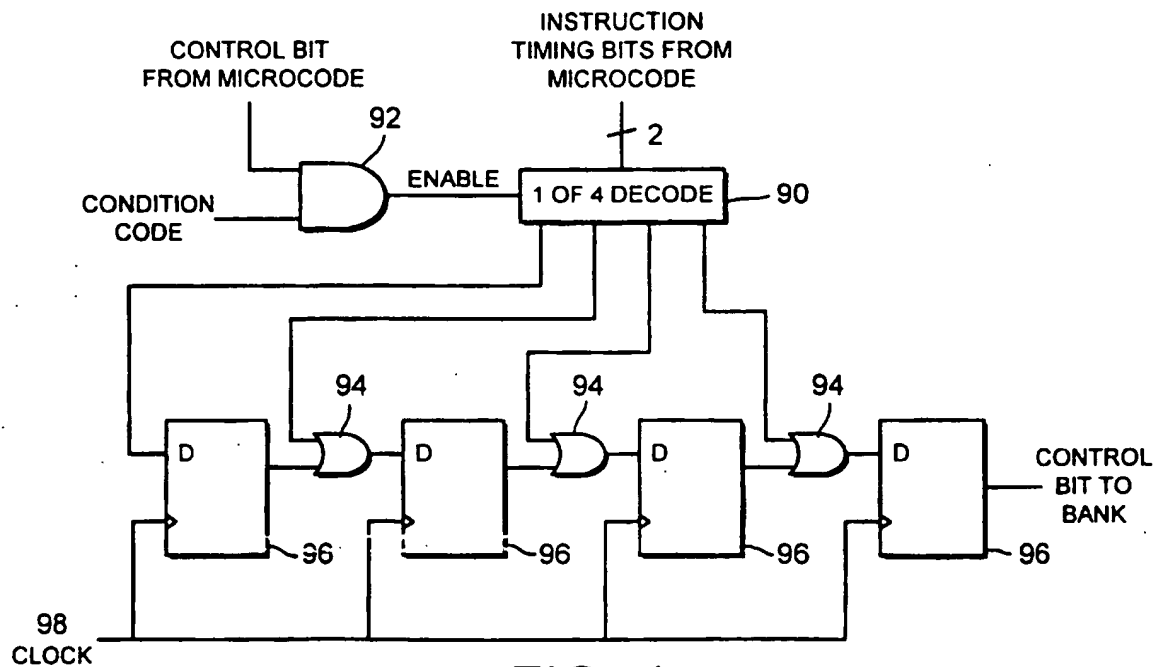 INSTRUCTION
TIMING BITS FROM
MICROCODE
CONTROL BIT
FROM MICROCODE
92
2
ENABLE
1 OF 4 DECODE
90
CONDITION
CODE
94
94
94
D
D
D
D
CONTROL
BIT TO
BANK
96
96
96
96
98
CLOCK